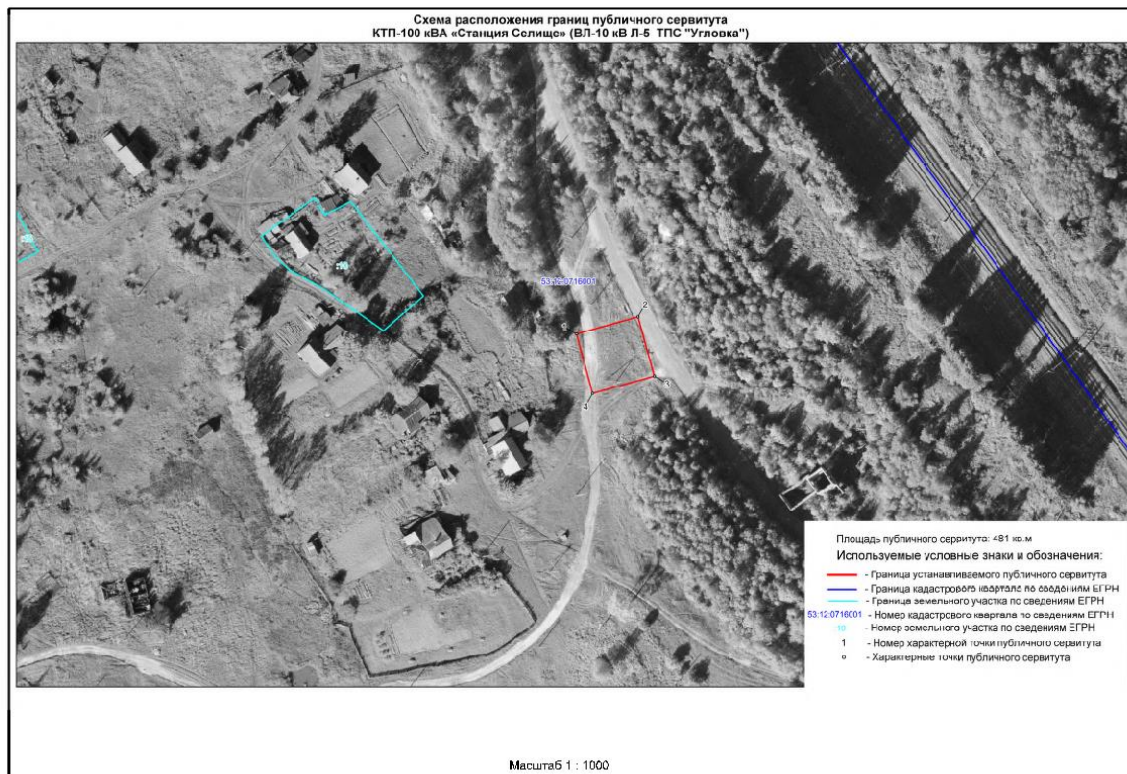 Схема расположения границ публичного сервитута
КТП-100 кВА «Станция Селище» (ВЛ-10 кВ Л-5 ТПС "Угловка")
53:12:0716001
2
3
4
Площадь публичного сервитута: 481 кв.м
Используемые условные знаки и обозначения:
- Граница устанавливаемого публичного сервитута
- Граница кадастрового квартала по сведениям ЕГРН
- Граница земельного участка по сведениям ЕГРН
53:12:0716001 - Номер кадастрового квартала по сведениям ЕГРН
- Номер земельного участка по сведениям ЕГРН
1 - Номер характерной точки публичного сервитута
- Характерные точки публичного сервитута
Масштаб 1 : 1000